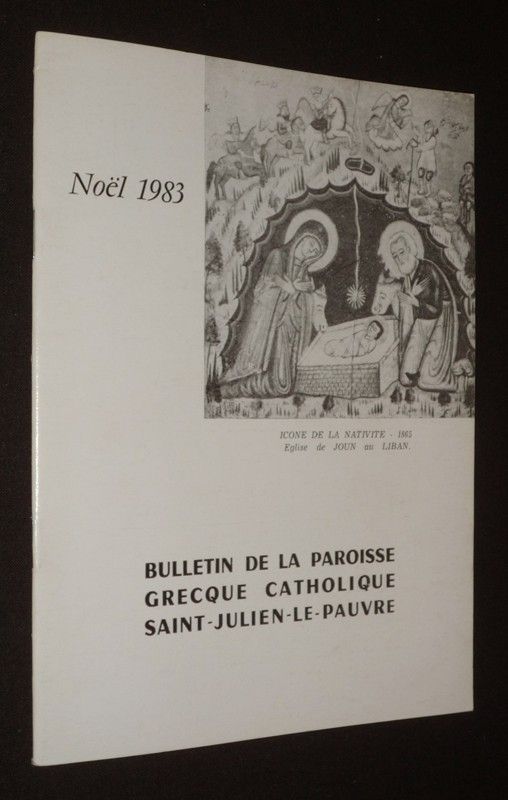 Noël 1983
ICONE DE LA NATIVITE - 1865
Eglise de JOUN au LIBAN.
BULLETIN DE LA PAROISSE
GRECQUE CATHOLIQUE
SAINT-JULIEN-LE-PAUVRE